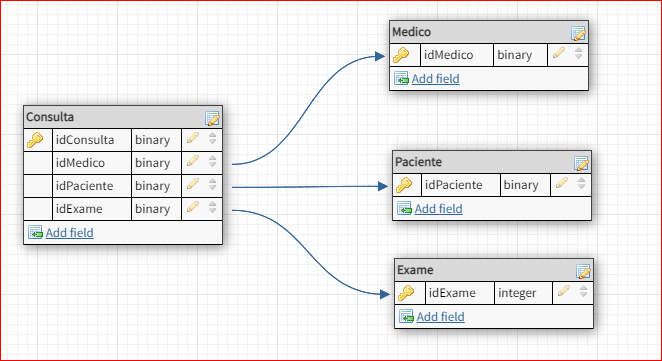 Medico
idMedico binary
Add field
Consulta
idConsulta binary
idMedico binary
idPaciente binary
idExame binary
Add field
Paciente
idPaciente binary
Add field
Exame
idExame integer
Add field